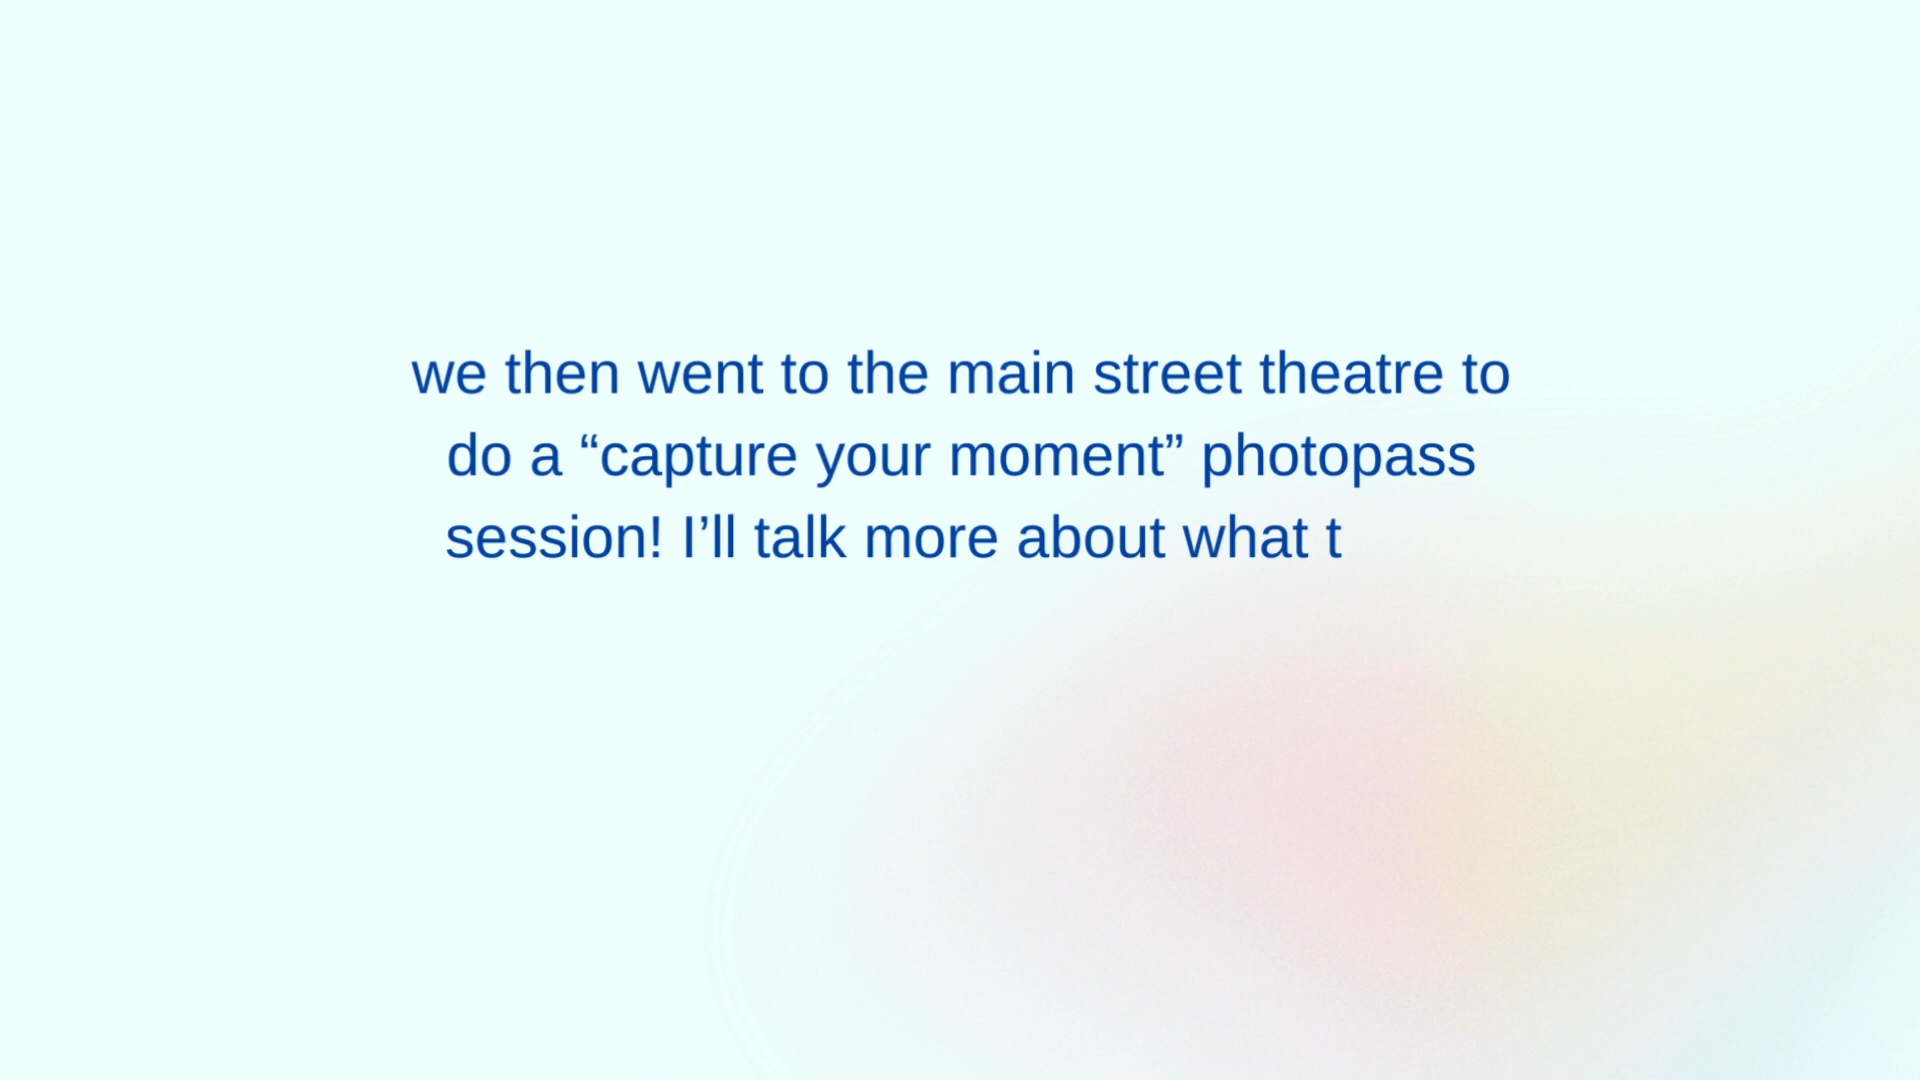 we then went to the main street theatre to
do a “capture your moment” photopass
session! I’ll talk more about what t